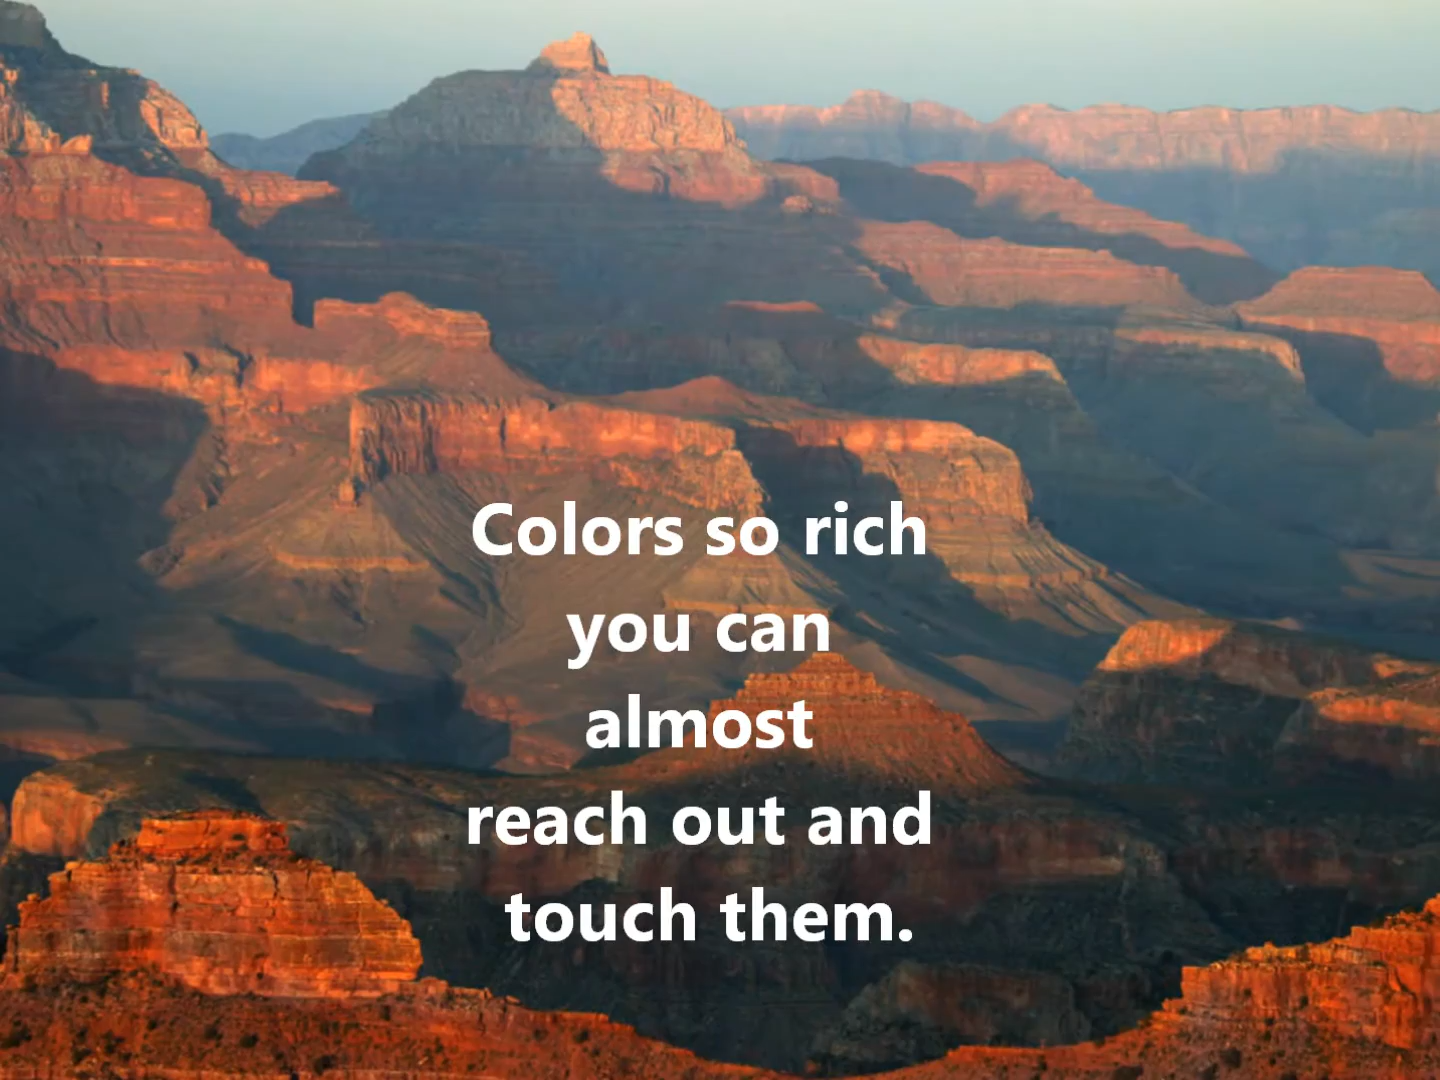 Colors so rich
you can
almost
reach out and
touch them.